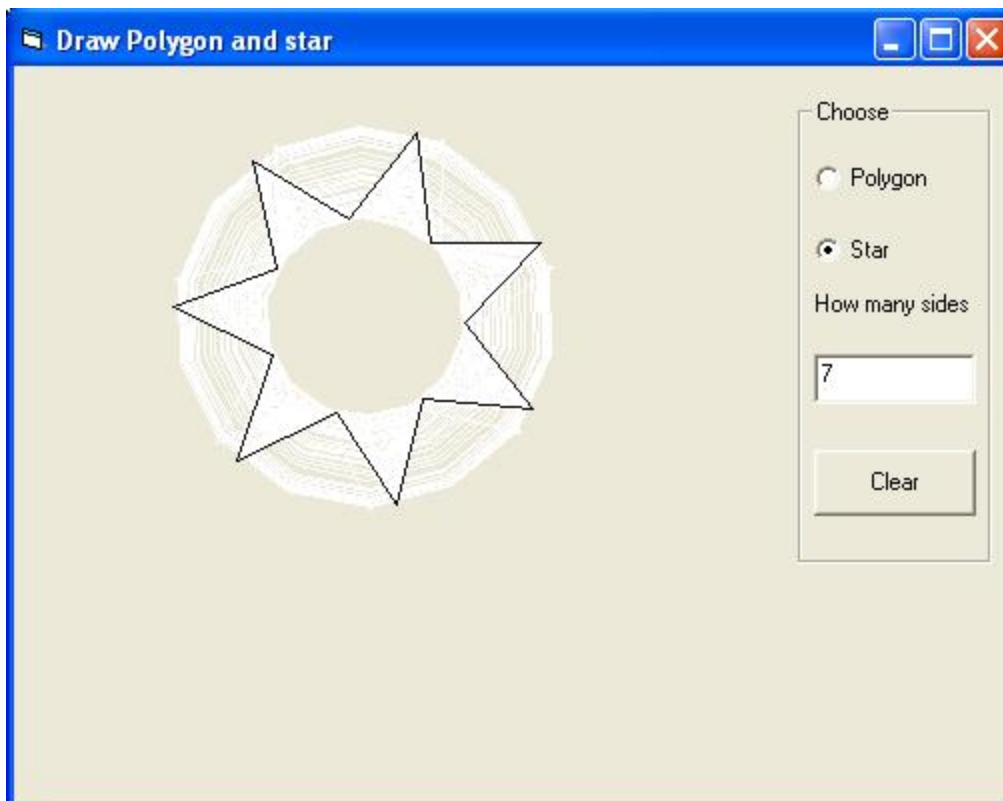 Draw Polygon and star
Choose
Polygon
Star
How many sides
7
Clear